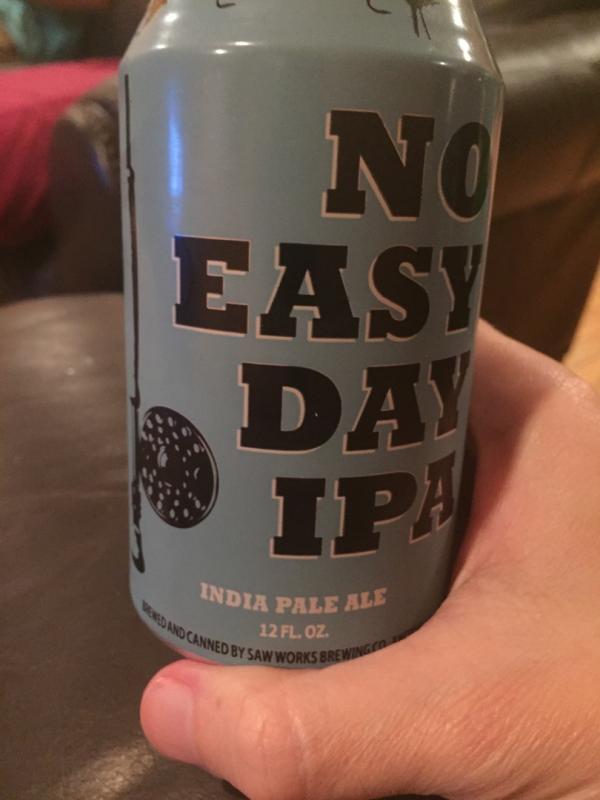 NO
EASY
DAY
IPA
INDIA PALE ALE
12 FL. OZ.
BREWED AND CANNED BY SAW WORKS BREWING CO.